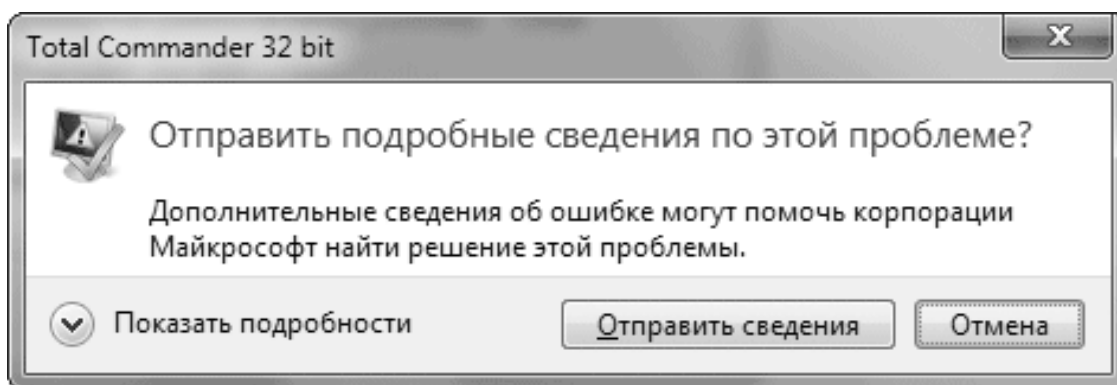 Total Commander 32 bit
Отправить подробные сведения по этой проблеме?
Дополнительные сведения об ошибке могут помочь корпорации
Майкрософт найти решение этой проблемы.
Показать подробности
Отправить сведения
Отмена